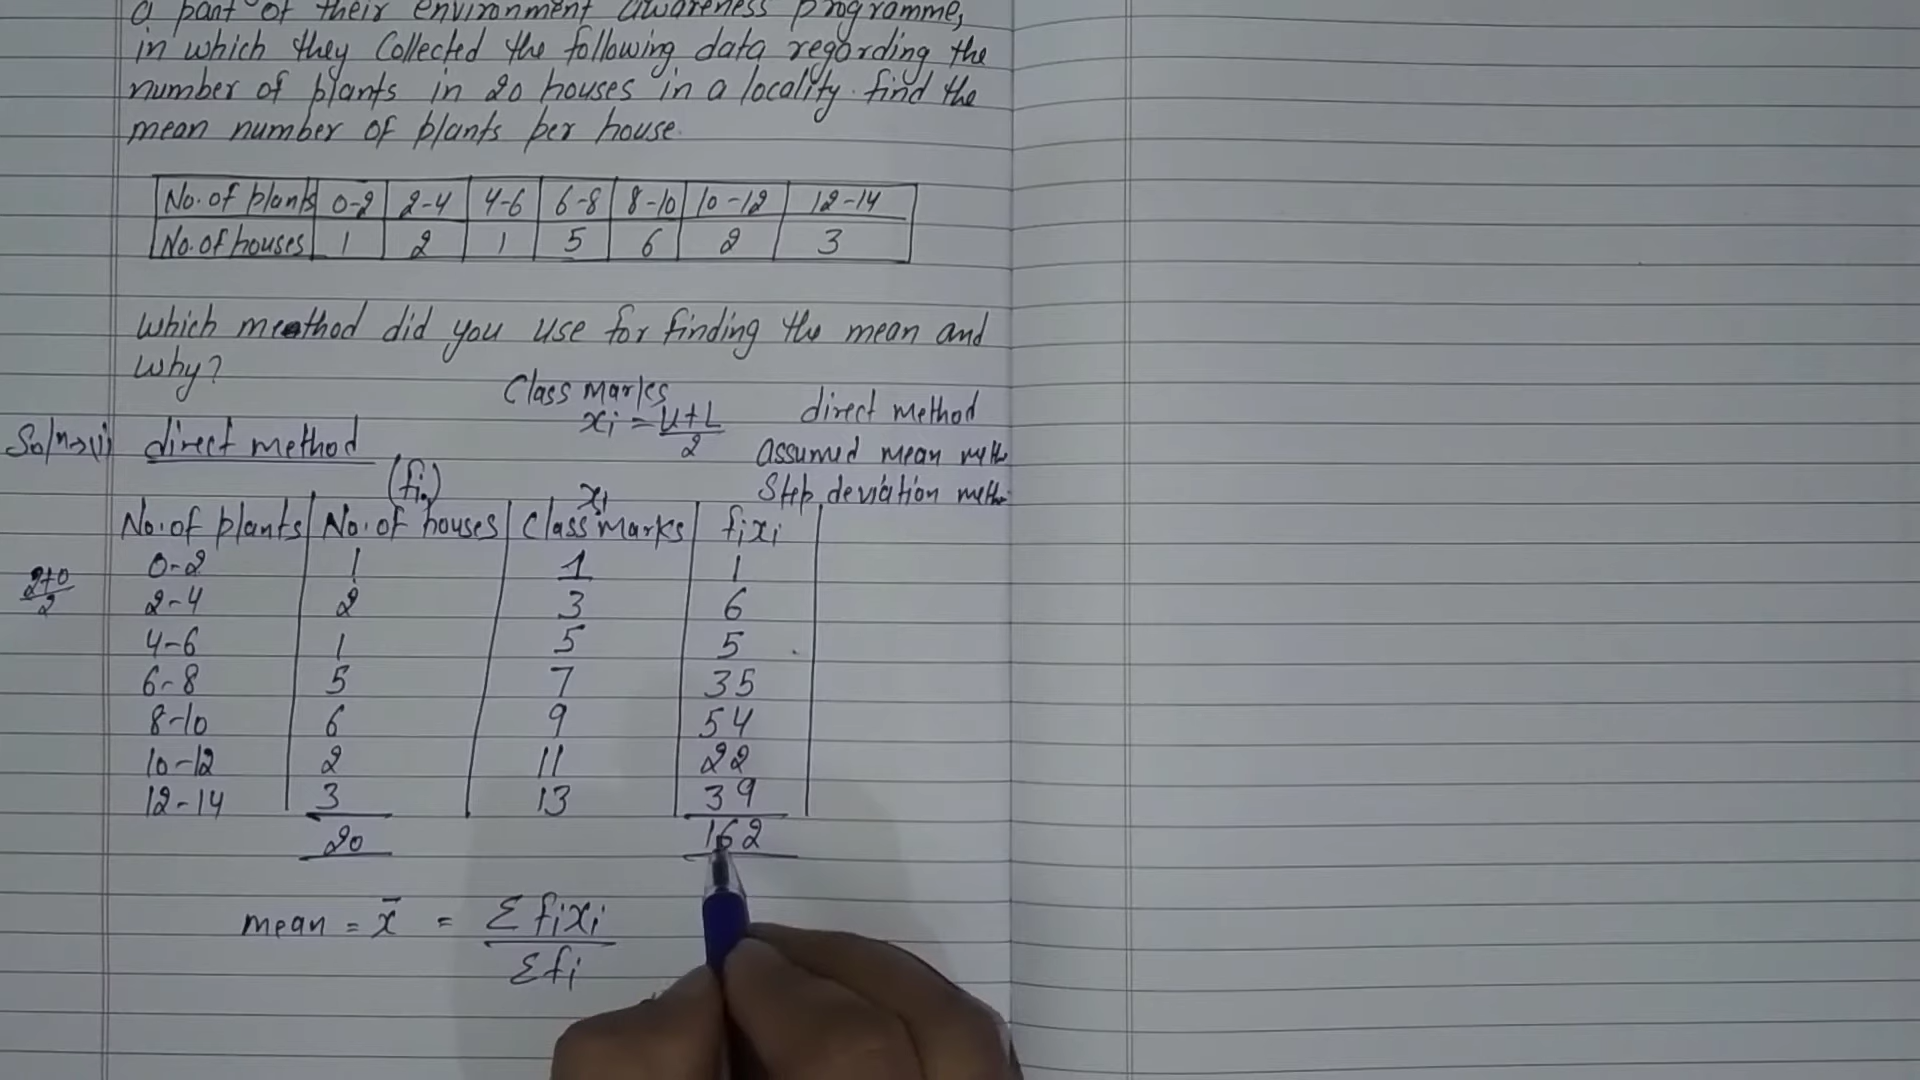 a part of their environment awareness programme,
in which they Collected the following data regarding the
number of plants in 20 houses in a locality. find the
mean number of plants per house.
No. of plants 0-2 2-4 4-6 6-8 8-10 10-12 12-14
No. of houses 1 2 1 5 6 2 3
which method did you use for finding the mean and
why?
Class marks
xi = U+L/2
direct method
assumed mean meth
Step deviation meth
Soln→(i) direct method
(fi) xi
No. of plants No. of houses Class marks fixi
0-2 1 1 1
2+0/2
2-4 2 3 6
4-6 1 5 5
6-8 5 7 35
8-10 6 9 54
10-12 2 11 22
12-14 3 13 39
20 162
mean = x̄ = Σfixi/Σfi